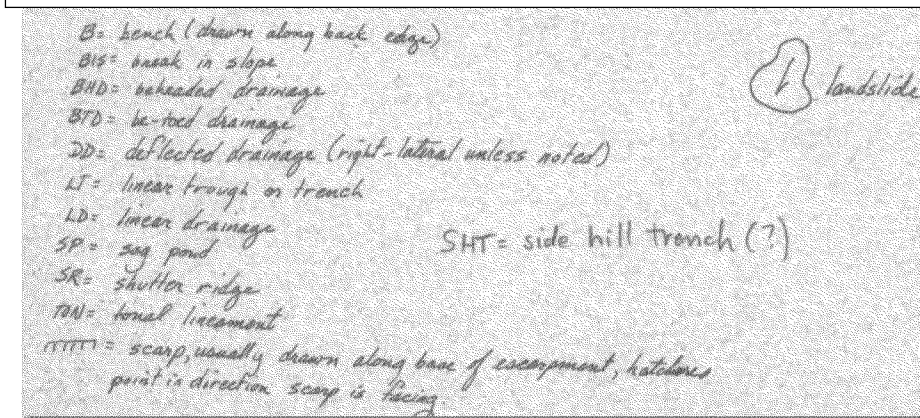 B= bench (drawn along back edge)
BIS= break in slope
BHD= beheaded drainage
BTD= be-toed drainage
DD= deflected drainage (right-lateral unless noted)
LT= linear trough or trench
LD= linear drainage
SP= sag pond
SR= shutter ridge
TON= tonal lineament
= scarp, usually drawn along base of escarpment, hatchures
point in direction scarp is facing
landslide
SHT= side hill trench (?)